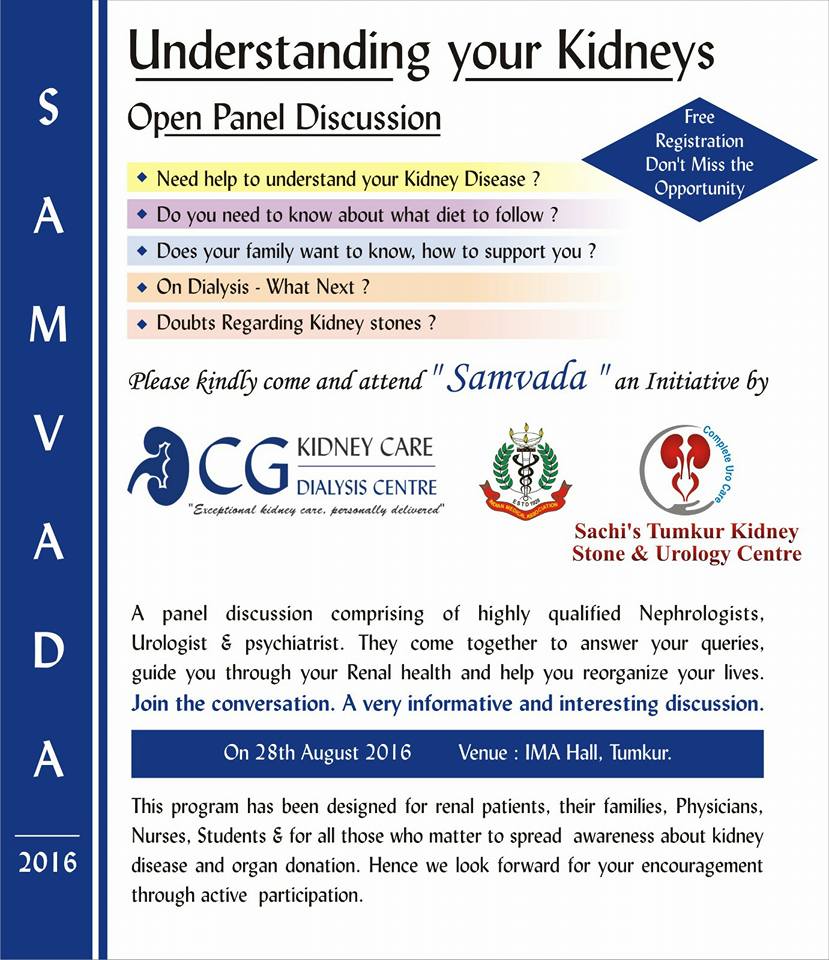 SAMVADA
2016
Understanding your Kidneys
Open Panel Discussion
Free
Registration
Don't Miss the
Opportunity
Need help to understand your Kidney Disease ?
Do you need to know about what diet to follow ?
Does your family want to know, how to support you ?
On Dialysis - What Next ?
Doubts Regarding Kidney stones ?
Please kindly come and attend " Samvada " an Initiative by
CG KIDNEY CARE
DIALYSIS CENTRE
"Exceptional kidney care, personally delivered"
ESTD 1928
INDIAN MEDICAL ASSOCIATION
Complete Uro Care
Sachi's Tumkur Kidney
Stone & Urology Centre
A panel discussion comprising of highly qualified Nephrologists,
Urologist & psychiatrist. They come together to answer your queries,
guide you through your Renal health and help you reorganize your lives.
Join the conversation. A very informative and interesting discussion.
On 28th August 2016 Venue : IMA Hall, Tumkur.
This program has been designed for renal patients, their families, Physicians,
Nurses, Students & for all those who matter to spread awareness about kidney
disease and organ donation. Hence we look forward for your encouragement
through active participation.